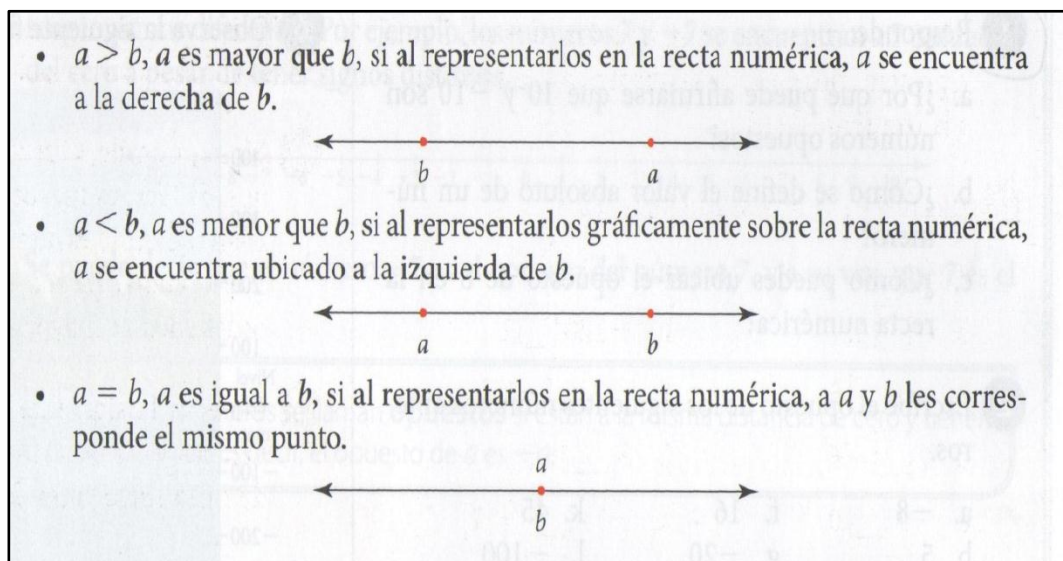 • a > b, a es mayor que b, si al representarlos en la recta numérica, a se encuentra
a la derecha de b.
b a
• a < b, a es menor que b, si al representarlos gráficamente sobre la recta numérica,
a se encuentra ubicado a la izquierda de b.
a b
• a = b, a es igual a b, si al representarlos en la recta numérica, a a y b les corres-
ponde el mismo punto.
a
b